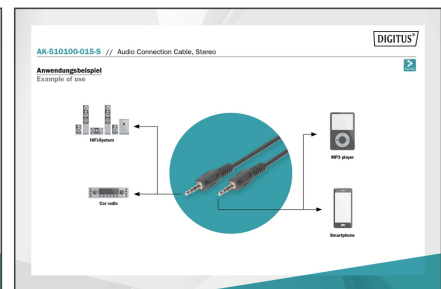 DIGITUS®
AK-510100-015-S // Audio Connection Cable, Stereo
Anwendungsbeispiel
Example of use
HiFi-System
MP3 player
Car radio
Smartphone